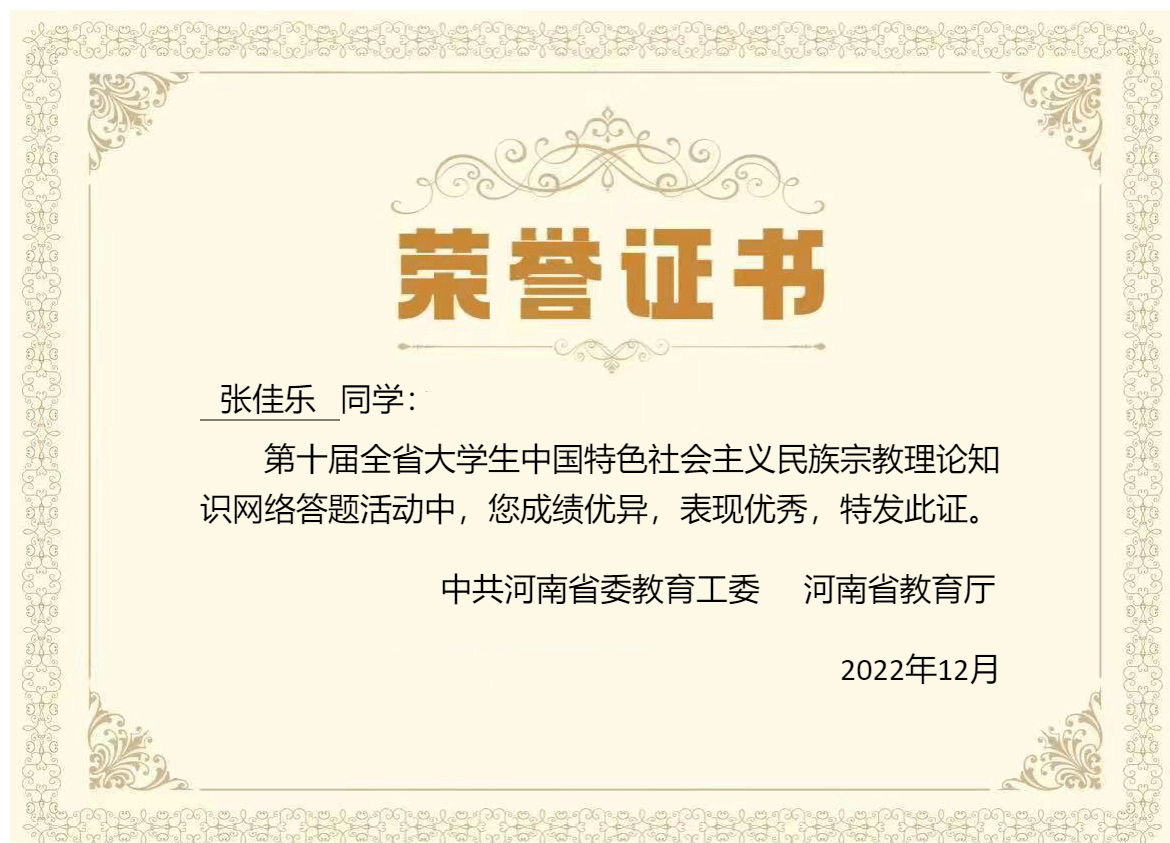 荣誉证书
张佳乐 同学：
第十届全省大学生中国特色社会主义民族宗教理论知
识网络答题活动中，您成绩优异，表现优秀，特发此证。
中共河南省委教育工委 河南省教育厅
2022年12月